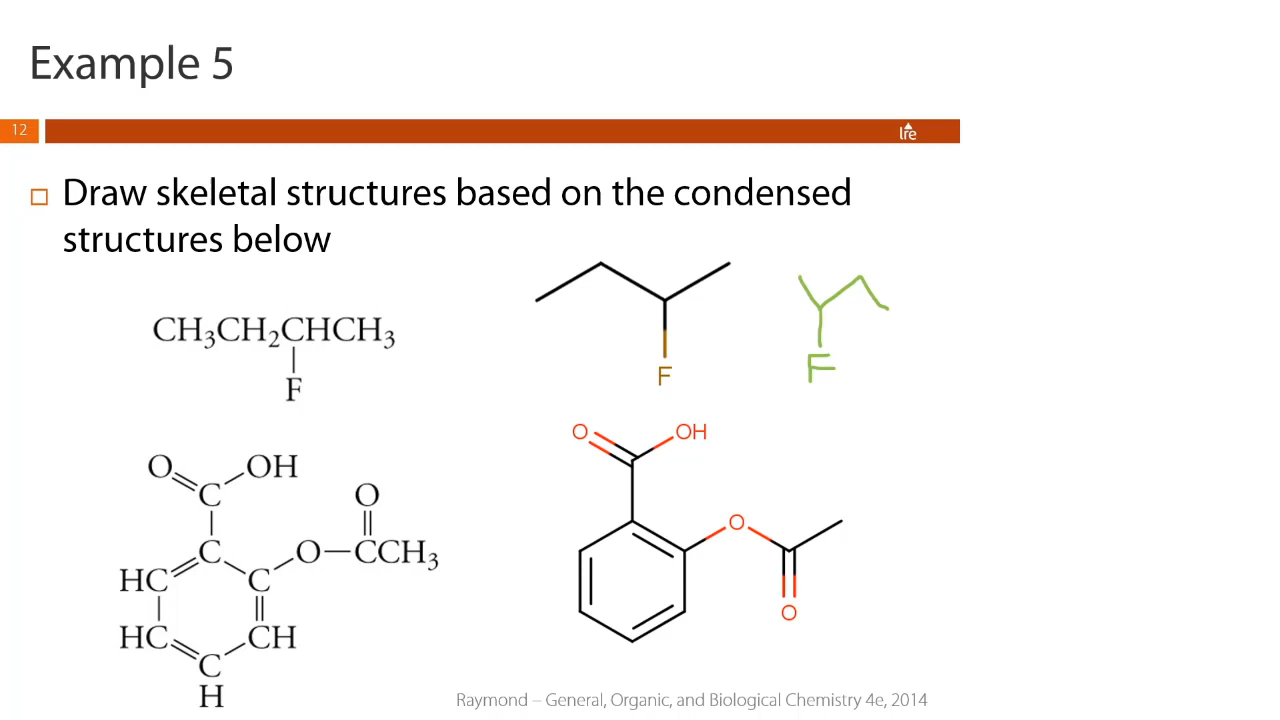 Example 5
12
lre
Draw skeletal structures based on the condensed
structures below
CH₃CH₂CHCH₃
F
F
F
O OH
C
O
C O—CCH₃
HC C
HC CH
C
H
O OH
O
O
Raymond – General, Organic, and Biological Chemistry 4e, 2014